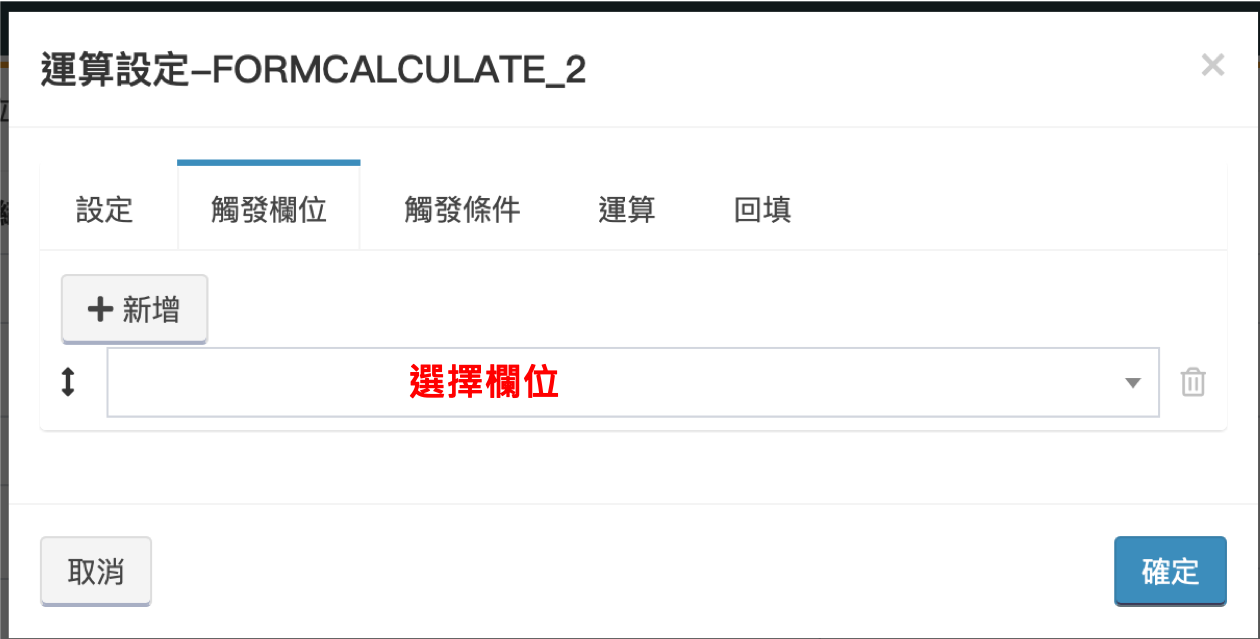 運算設定–FORMCALCULATE_2
×
設定 觸發欄位 觸發條件 運算 回填
新增
選擇欄位
取消 確定